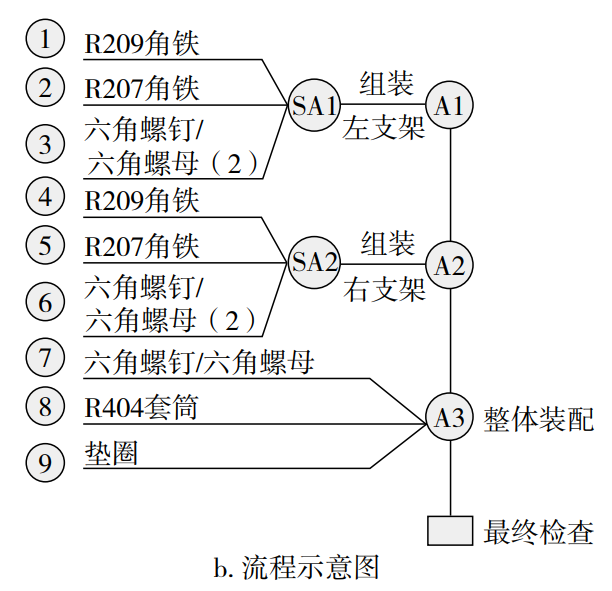 1 R209角铁
2 R207角铁
3 六角螺钉/
六角螺母（2）
SA1 组装 A1
左支架
4 R209角铁
5 R207角铁
6 六角螺钉/
六角螺母（2）
SA2 组装 A2
右支架
7 六角螺钉/六角螺母
8 R404套筒
9 垫圈
A3 整体装配
最终检查
b. 流程示意图